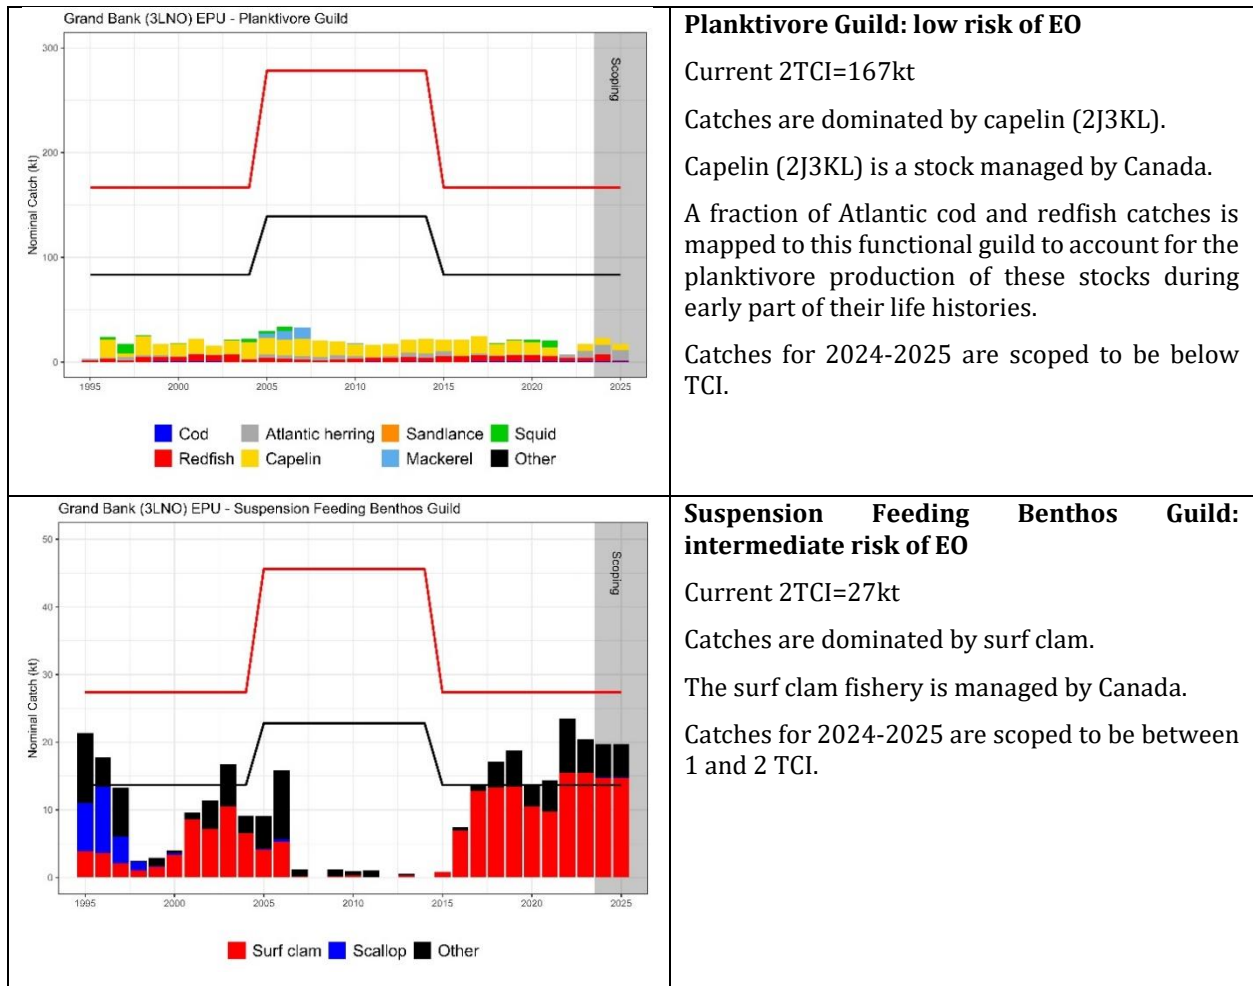 Grand Bank (3LNO) EPU - Planktivore Guild
Nominal Catch (kt)
300
200
100
0
Scoping
1995
2000
2005
2010
2015
2020
2025
Cod
Atlantic herring
Sandlance
Squid
Redfish
Capelin
Mackerel
Other
Planktivore Guild: low risk of EO
Current 2TCI=167kt
Catches are dominated by capelin (2J3KL).
Capelin (2J3KL) is a stock managed by Canada.
A fraction of Atlantic cod and redfish catches is
mapped to this functional guild to account for the
planktivore production of these stocks during
early part of their life histories.
Catches for 2024-2025 are scoped to be below
TCI.
Grand Bank (3LNO) EPU - Suspension Feeding Benthos Guild
Nominal Catch (kt)
50
40
30
20
10
0
Scoping
1995
2000
2005
2010
2015
2020
2025
Surf clam
Scallop
Other
Suspension Feeding Benthos Guild:
intermediate risk of EO
Current 2TCI=27kt
Catches are dominated by surf clam.
The surf clam fishery is managed by Canada.
Catches for 2024-2025 are scoped to be between
1 and 2 TCI.